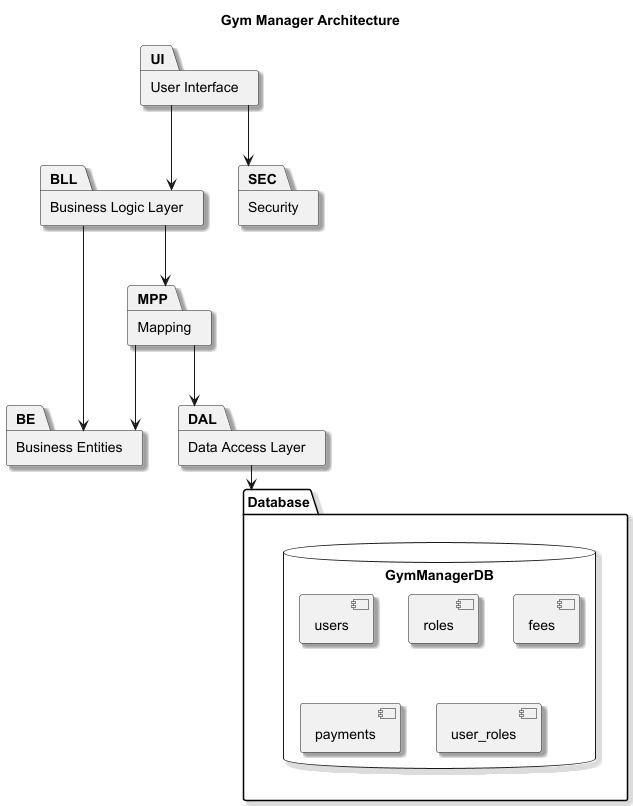 Gym Manager Architecture
UI
User Interface
BLL
Business Logic Layer
SEC
Security
MPP
Mapping
BE
Business Entities
DAL
Data Access Layer
Database
GymManagerDB
users
roles
fees
payments
user_roles